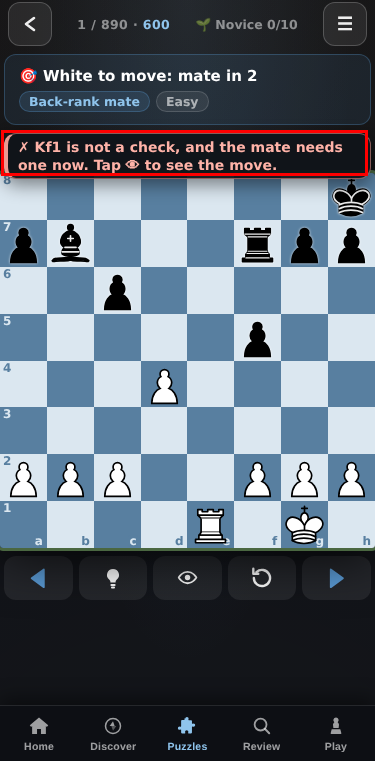 1 / 890 · 600
🌱 Novice 0/10
🎯 White to move: mate in 2
Back-rank mate
Easy
✗ Kf1 is not a check, and the mate needs
one now. Tap 👁 to see the move.
8
7
6
5
4
3
2
1
a b c d e f g h
Home Discover Puzzles Review Play